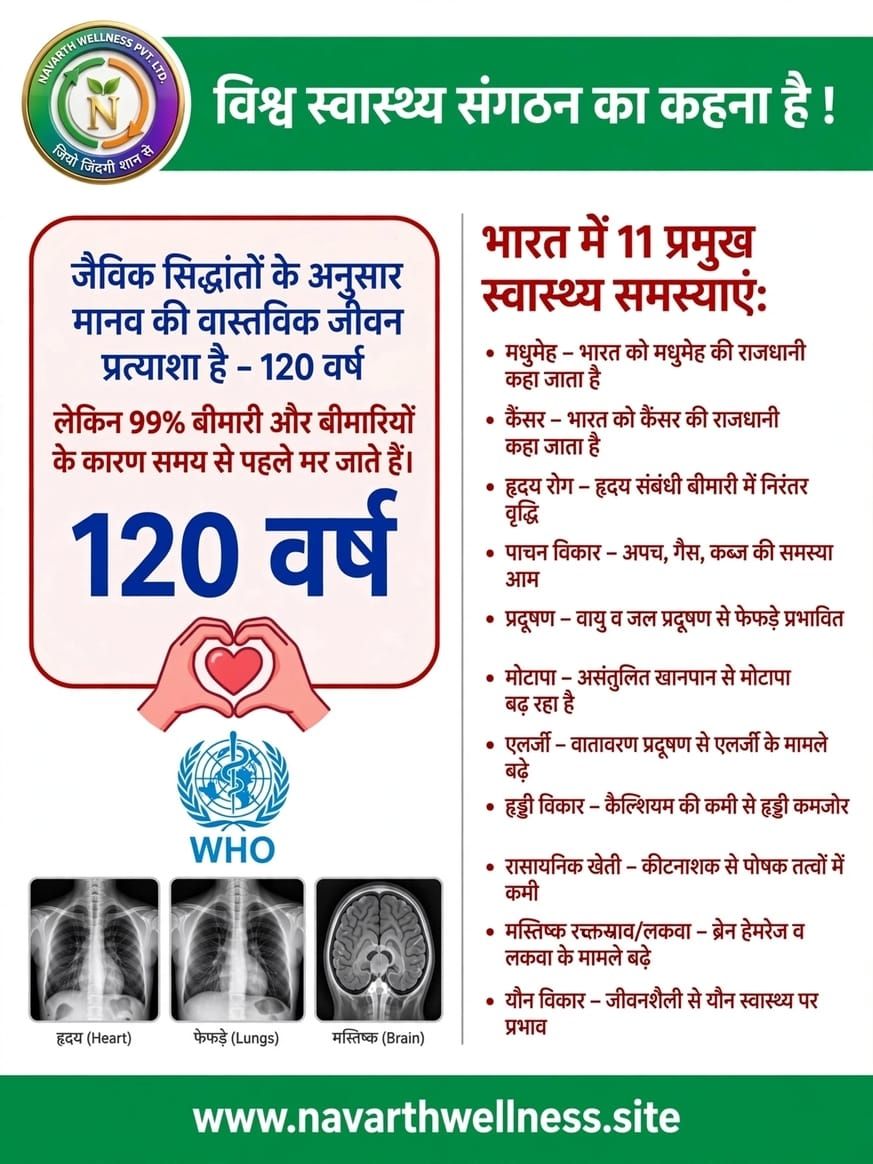 NAVARTH WELLNESS PVT. LTD.
N
जियो जिंदगी शान से
विश्व स्वास्थ्य संगठन का कहना है !
जैविक सिद्धांतों के अनुसार
मानव की वास्तविक जीवन
प्रत्याशा है – 120 वर्ष
लेकिन 99% बीमारी और बीमारियों
के कारण समय से पहले मर जाते हैं।
120 वर्ष
WHO
हृदय (Heart)
फेफड़े (Lungs)
मस्तिष्क (Brain)
भारत में 11 प्रमुख
स्वास्थ्य समस्याएं:
• मधुमेह – भारत को मधुमेह की राजधानी
कहा जाता है
• कैंसर – भारत को कैंसर की राजधानी
कहा जाता है
• हृदय रोग – हृदय संबंधी बीमारी में निरंतर
वृद्धि
• पाचन विकार – अपच, गैस, कब्ज की समस्या
आम
• प्रदूषण – वायु व जल प्रदूषण से फेफड़े प्रभावित
• मोटापा – असंतुलित खानपान से मोटापा
बढ़ रहा है
• एलर्जी – वातावरण प्रदूषण से एलर्जी के मामले
बढ़े
• हड्डी विकार – कैल्शियम की कमी से हड्डी कमजोर
• रासायनिक खेती – कीटनाशक से पोषक तत्वों में
कमी
• मस्तिष्क रक्तस्राव/लकवा – ब्रेन हेमरेज व
लकवा के मामले बढ़े
• यौन विकार – जीवनशैली से यौन स्वास्थ्य पर
प्रभाव
www.navarthwellness.site